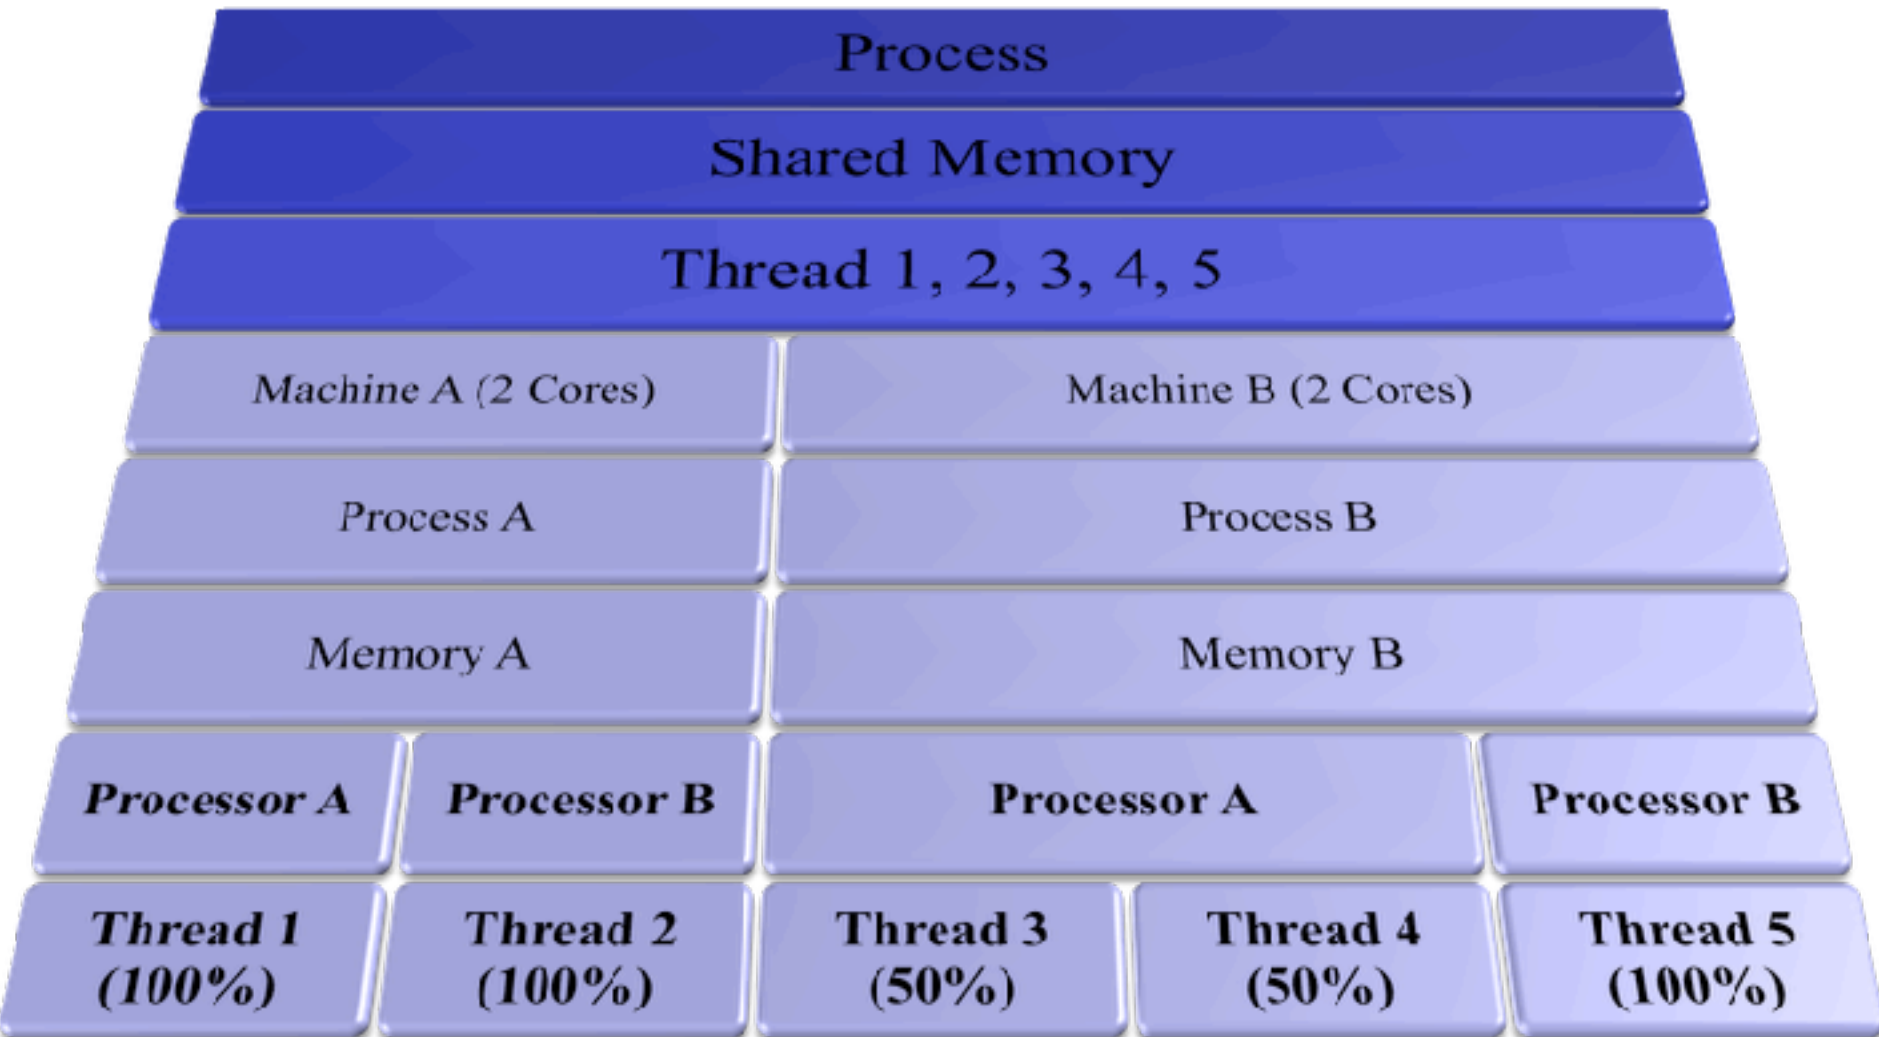 Process
Shared Memory
Thread 1, 2, 3, 4, 5
Machine A (2 Cores)
Machine B (2 Cores)
Process A
Process B
Memory A
Memory B
Processor A
Processor B
Processor A
Processor B
Thread 1
(100%)
Thread 2
(100%)
Thread 3
(50%)
Thread 4
(50%)
Thread 5
(100%)